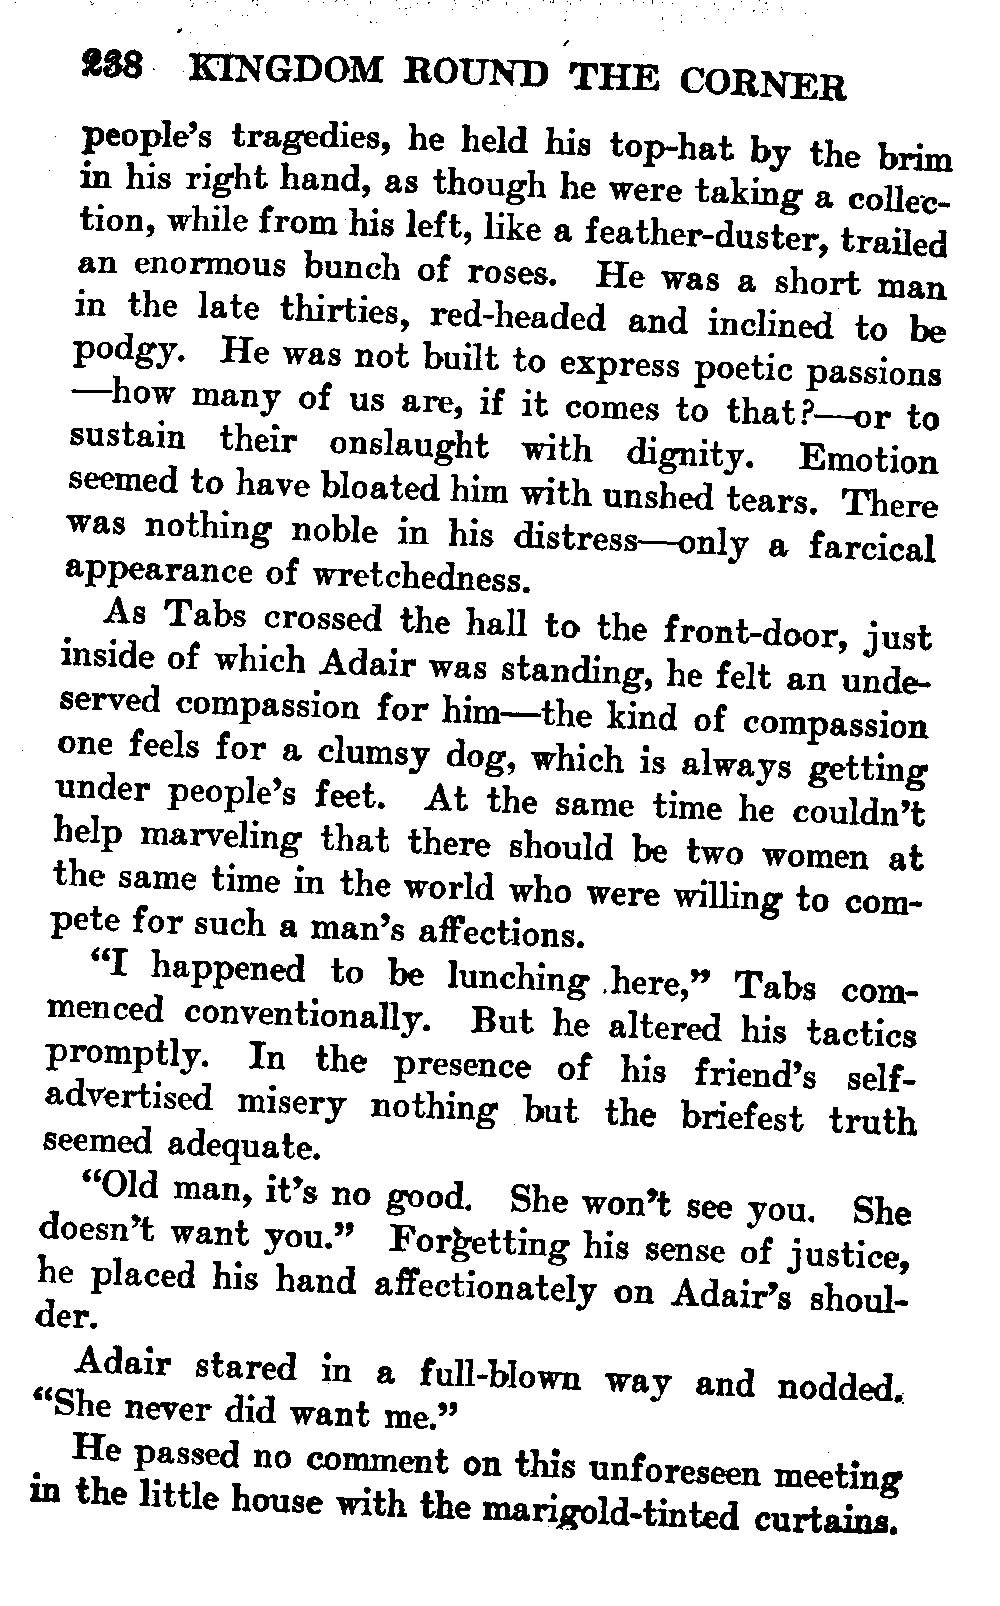 238 KINGDOM ROUND THE CORNER
people's tragedies, he held his top-hat by the brim
in his right hand, as though he were taking a collec-
tion, while from his left, like a feather-duster, trailed
an enormous bunch of roses. He was a short man
in the late thirties, red-headed and inclined to be
podgy. He was not built to express poetic passions
—how many of us are, if it comes to that?—or to
sustain their onslaught with dignity. Emotion
seemed to have bloated him with unshed tears. There
was nothing noble in his distress—only a farcical
appearance of wretchedness.
As Tabs crossed the hall to the front-door, just
inside of which Adair was standing, he felt an unde-
served compassion for him—the kind of compassion
one feels for a clumsy dog, which is always getting
under people's feet. At the same time he couldn't
help marveling that there should be two women at
the same time in the world who were willing to com-
pete for such a man's affections.
"I happened to be lunching here," Tabs com-
menced conventionally. But he altered his tactics
promptly. In the presence of his friend's self-
advertised misery nothing but the briefest truth
seemed adequate.
"Old man, it's no good. She won't see you. She
doesn't want you." Forgetting his sense of justice,
he placed his hand affectionately on Adair's shoul-
der.
Adair stared in a full-blown way and nodded.
"She never did want me."
He passed no comment on this unforeseen meeting
in the little house with the marigold-tinted curtains.